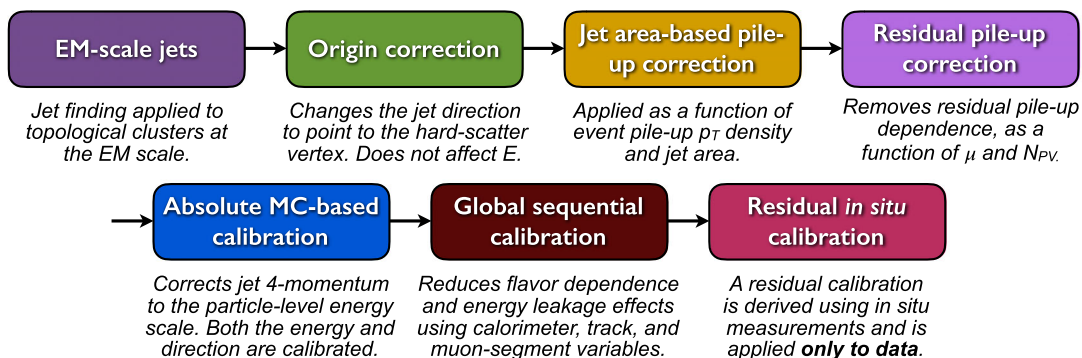 EM-scale jets
Jet finding applied to
topological clusters at
the EM scale.
Origin correction
Changes the jet direction
to point to the hard-scatter
vertex. Does not affect E.
Jet area-based pile-
up correction
Applied as a function of
event pile-up pT density
and jet area.
Residual pile-up
correction
Removes residual pile-up
dependence, as a
function of μ and NPV.
Absolute MC-based
calibration
Corrects jet 4-momentum
to the particle-level energy
scale. Both the energy and
direction are calibrated.
Global sequential
calibration
Reduces flavor dependence
and energy leakage effects
using calorimeter, track, and
muon-segment variables.
Residual in situ
calibration
A residual calibration
is derived using in situ
measurements and is
applied only to data.